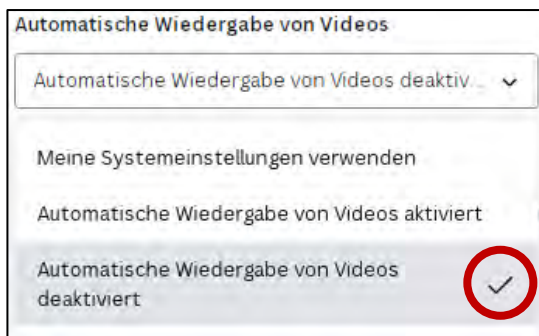 Automatische Wiedergabe von Videos
Automatische Wiedergabe von Videos deaktiv...
Meine Systemeinstellungen verwenden
Automatische Wiedergabe von Videos aktiviert
Automatische Wiedergabe von Videos
deaktiviert